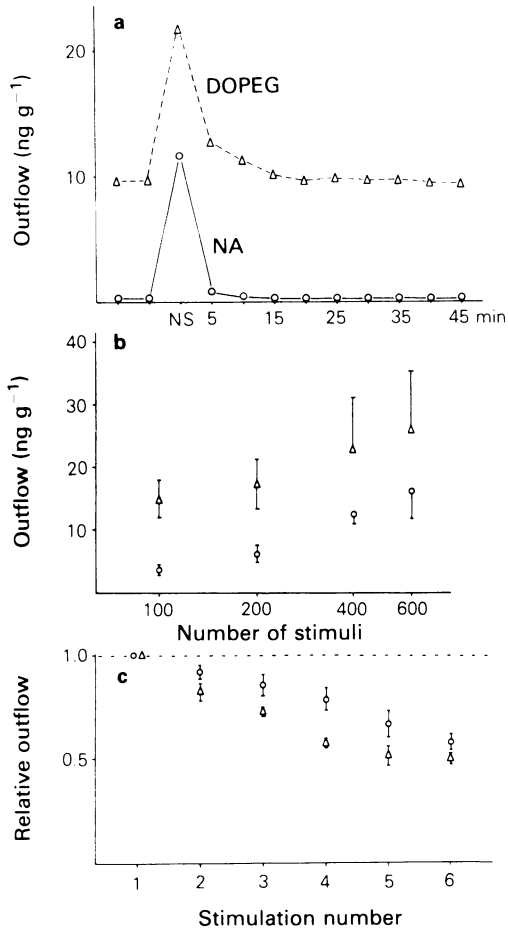 a
20
10
Outflow (ng g⁻¹)
DOPEG
NA
NS 5 15 25 35 45 min
b
40
30
20
10
Outflow (ng g⁻¹)
100 200 400 600
Number of stimuli
1.0
c
0.5
Relative outflow
1 2 3 4 5 6
Stimulation number